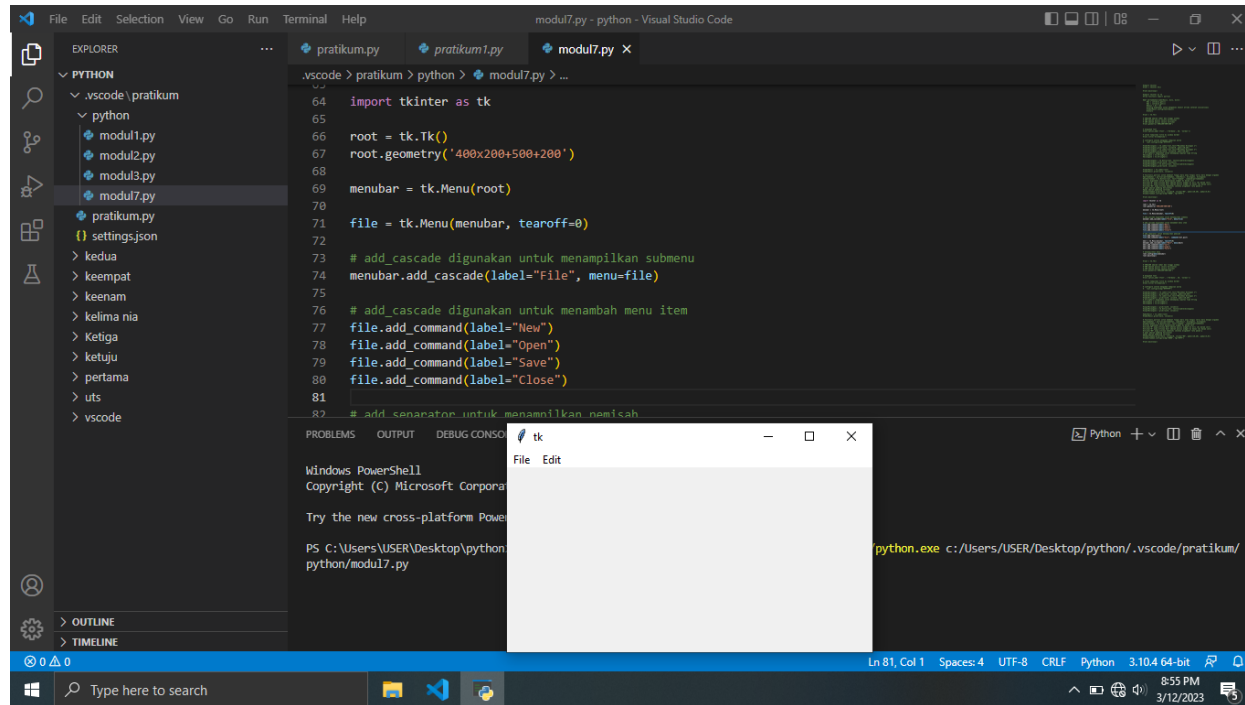 File Edit Selection View Go Run Terminal Help
modul7.py - python - Visual Studio Code
EXPLORER
PYTHON
.vscode\pratikum
python
modul1.py
modul2.py
modul3.py
modul7.py
pratikum.py
settings.json
kedua
keempat
keenam
kelima nia
Ketiga
ketuju
pertama
uts
vscode
OUTLINE
TIMELINE
pratikum.py pratikum1.py modul7.py
.vscode > pratikum > python > modul7.py > ...
64 import tkinter as tk
65
66 root = tk.Tk()
67 root.geometry('400x200+500+200')
68
69 menubar = tk.Menu(root)
70
71 file = tk.Menu(menubar, tearoff=0)
72
73 # add_cascade digunakan untuk menampilkan submenu
74 menubar.add_cascade(label="File", menu=file)
75
76 # add_cascade digunakan untuk menambah menu item
77 file.add_command(label="New")
78 file.add_command(label="Open")
79 file.add_command(label="Save")
80 file.add_command(label="Close")
81
82 # add separator untuk menampilkan pemisah
PROBLEMS OUTPUT DEBUG CONSO
Python
Windows PowerShell
Copyright (C) Microsoft Corpora
Try the new cross-platform Powe
PS C:\Users\USER\Desktop\python
/python.exe c:/Users/USER/Desktop/python/.vscode/pratikum/
python/modul7.py
tk
File Edit
0 0
Ln 81, Col 1 Spaces: 4 UTF-8 CRLF Python 3.10.4 64-bit
Type here to search
8:55 PM
3/12/2023
5